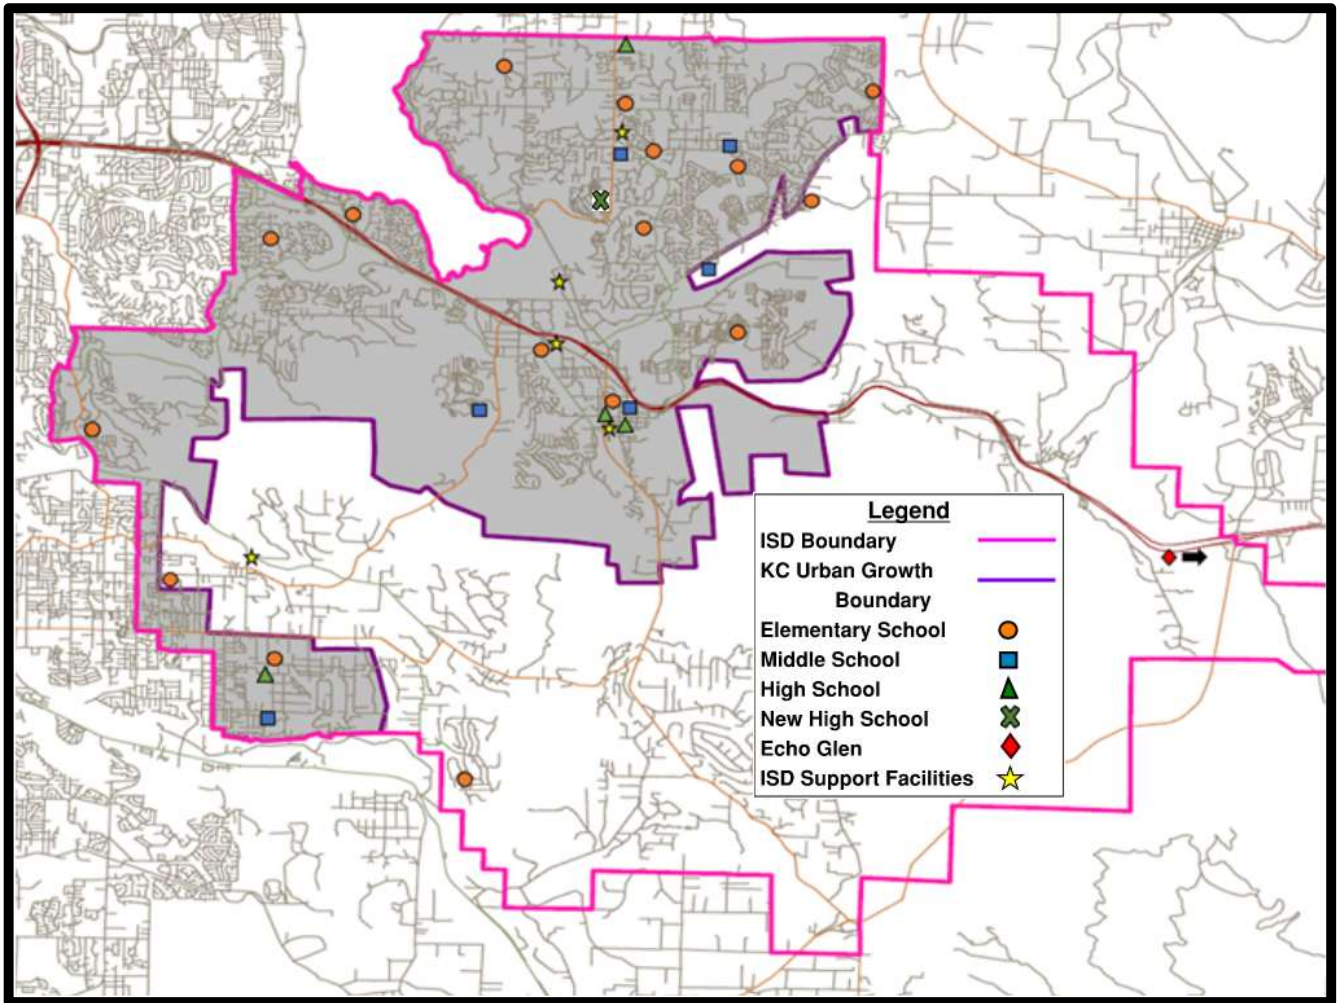 Legend
ISD Boundary
KC Urban Growth
Boundary
Elementary School
Middle School
High School
New High School
Echo Glen
ISD Support Facilities